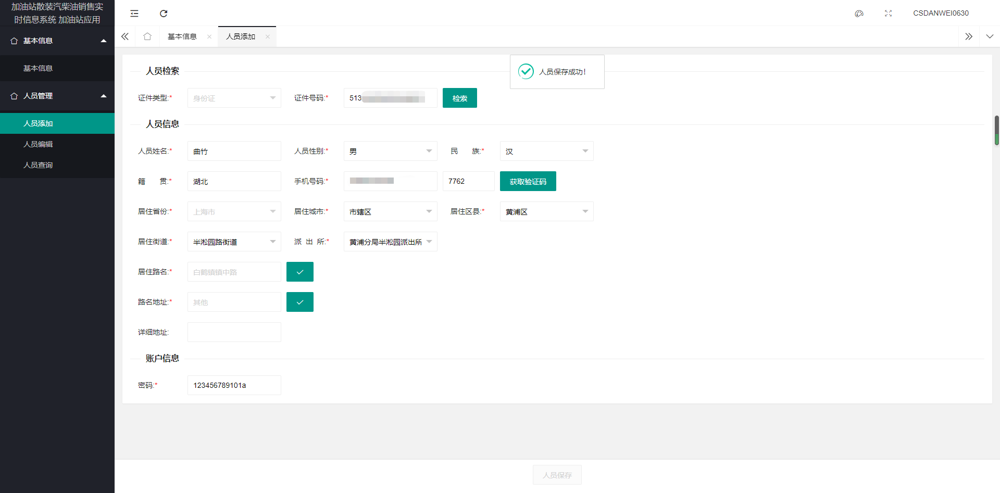 加油站散装汽柴油销售实
时信息系统 加油站应用
CSDANWEI0630
基本信息
基本信息
人员管理
人员添加
人员编辑
人员查询
基本信息 人员添加
人员保存成功!
人员检索
证件类型:* 身份证 证件号码:* 513 检索
人员信息
人员姓名:* 曲竹 人员性别:* 男 民 族:* 汉
籍 贯:* 湖北 手机号码:* 7762 获取验证码
居住省份:* 上海市 居住城市:* 市辖区 居住区县:* 黄浦区
居住街道:* 半淞园路街道 派 出 所:* 黄浦分局半淞园派出所
居住路名:* 白鹤镇镇中路
路名地址:* 其他
详细地址:
账户信息
密码:* 123456789101a
人员保存